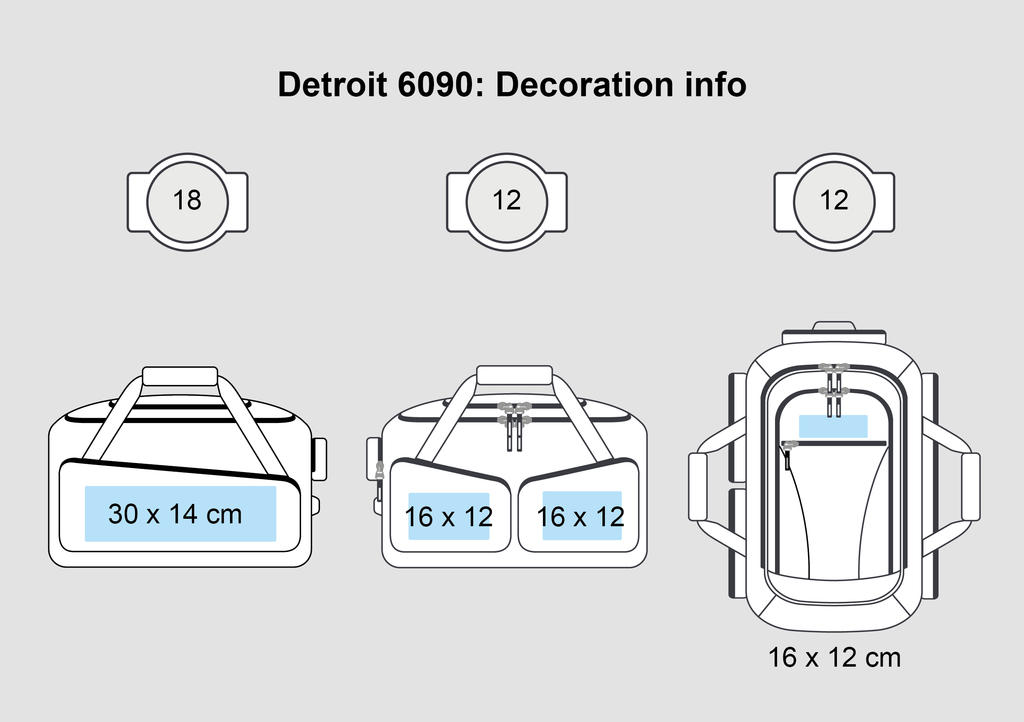 Detroit 6090: Decoration info
18
12
12
30 x 14 cm
16 x 12
16 x 12
16 x 12 cm